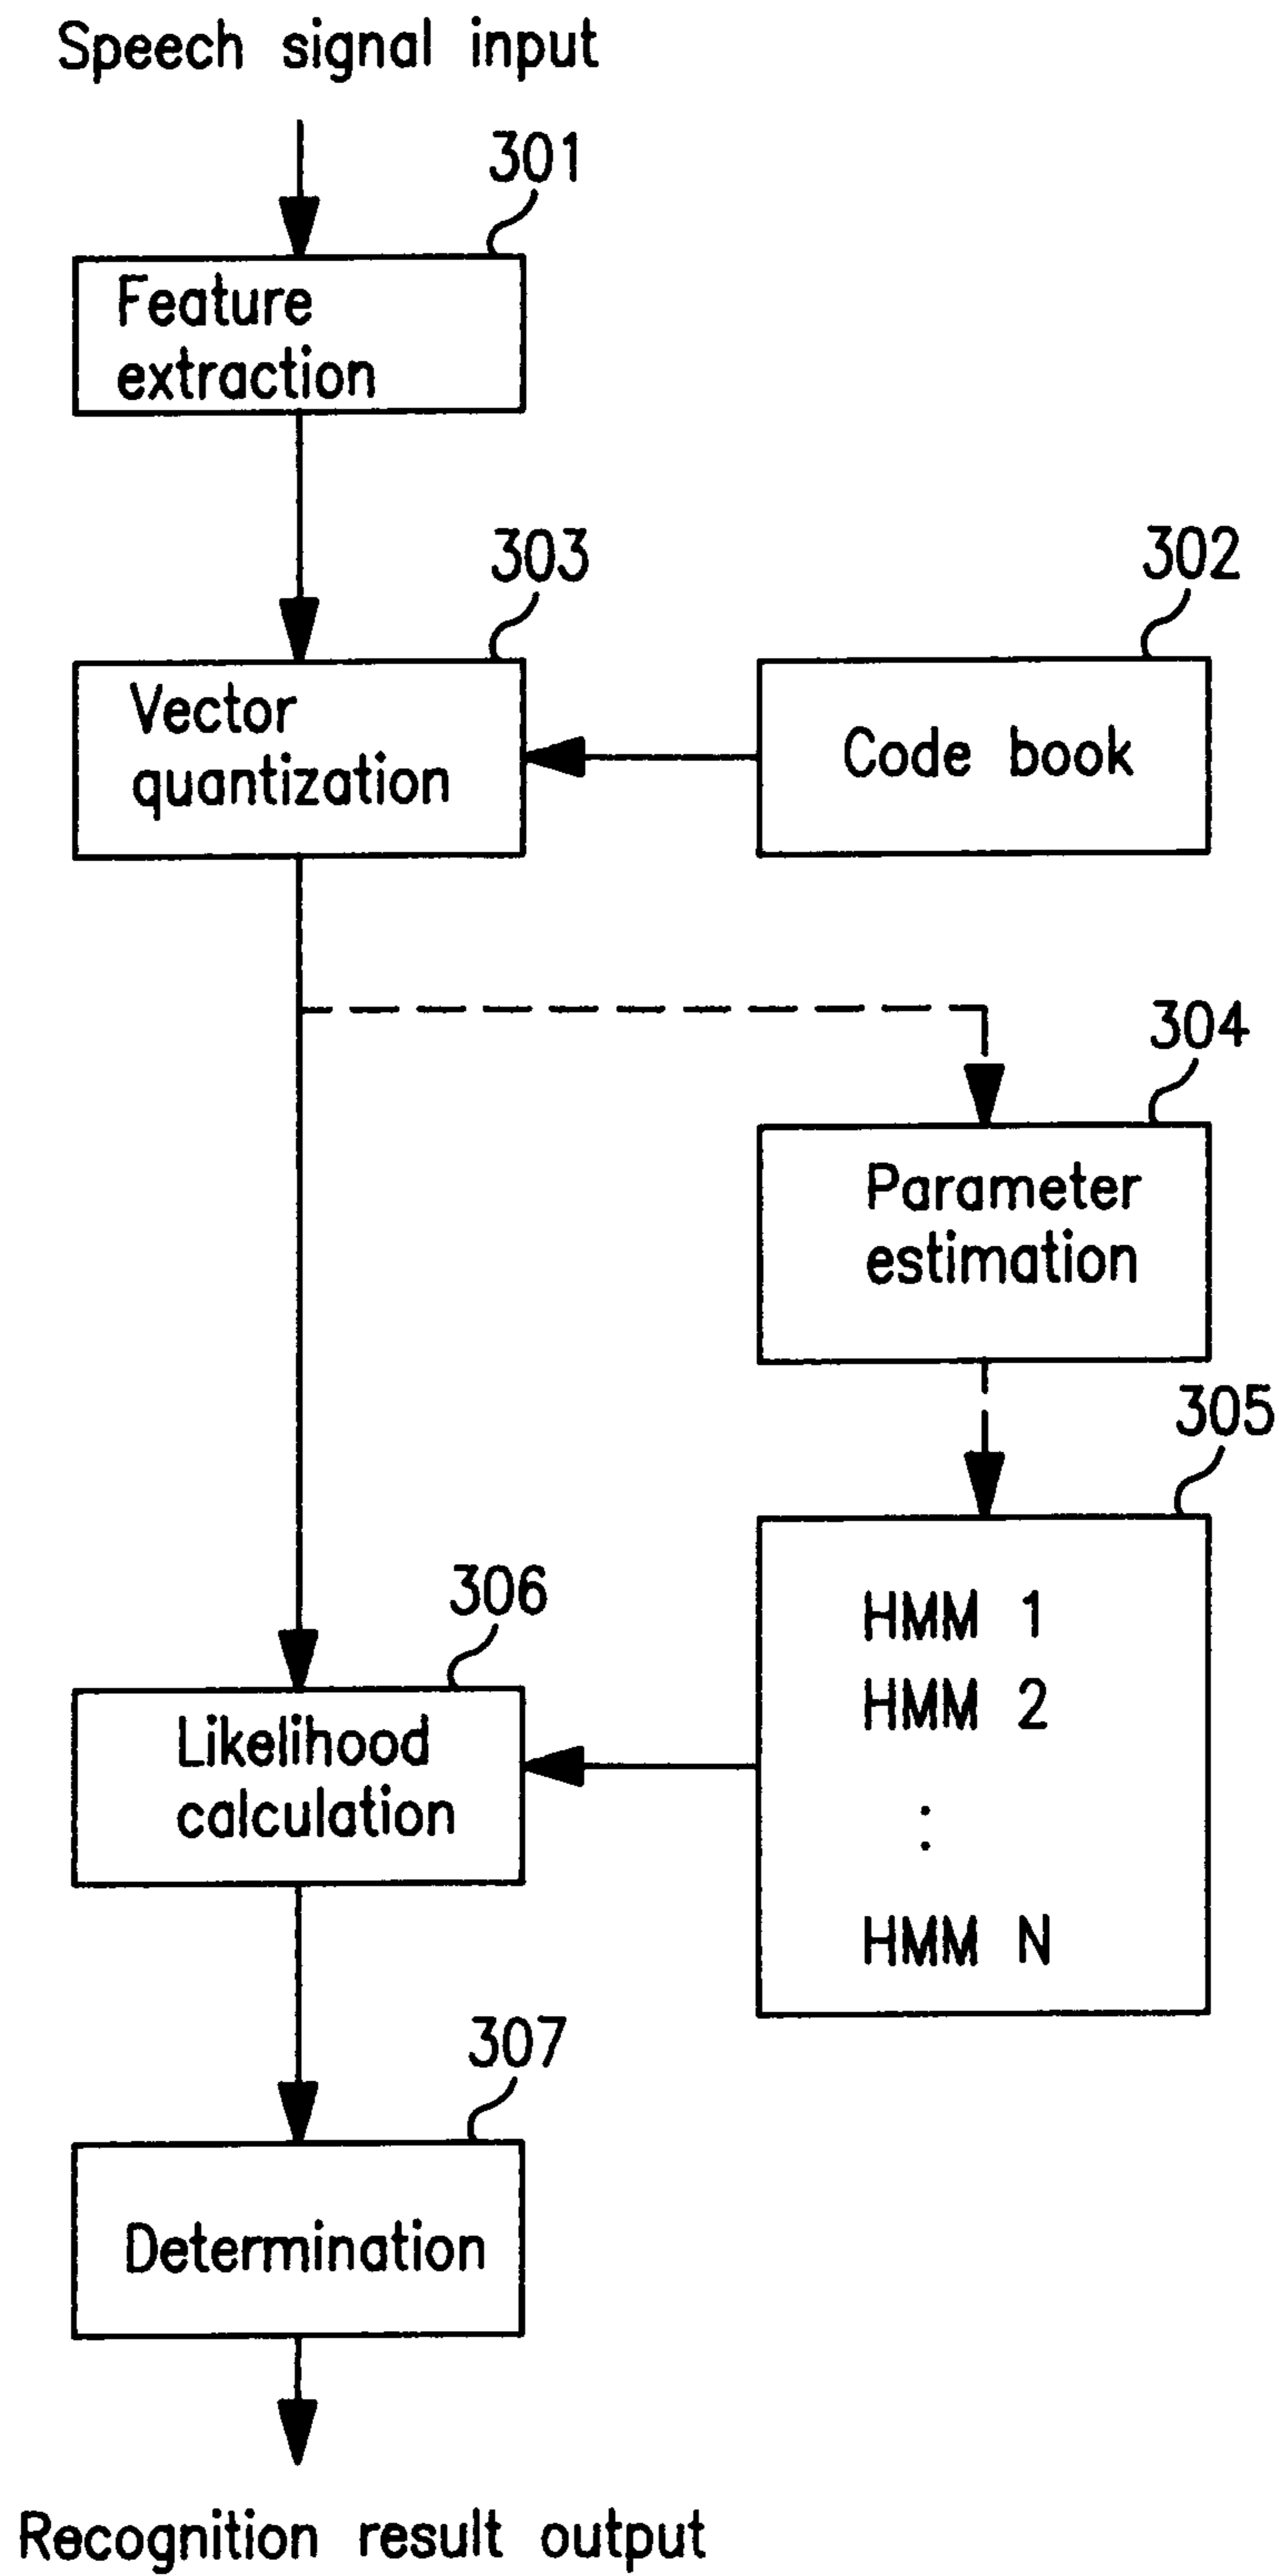 Speech signal input
301
Feature
extraction
303
302
Vector
quantization
Code book
304
Parameter
estimation
305
HMM 1
HMM 2
:
HMM N
306
Likelihood
calculation
307
Determination
Recognition result output